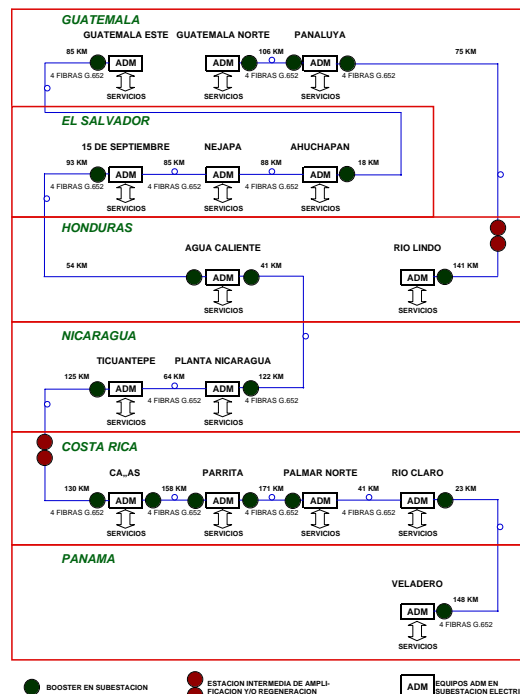 GUATEMALA
GUATEMALA ESTE GUATEMALA NORTE PANALUYA
85 KM 106 KM 75 KM
ADM ADM ADM
4 FIBRAS G.652 4 FIBRAS G.652 4 FIBRAS G.652
SERVICIOS SERVICIOS SERVICIOS
EL SALVADOR
15 DE SEPTIEMBRE NEJAPA AHUCHAPAN
93 KM 85 KM 88 KM 18 KM
ADM ADM ADM
4 FIBRAS G.652 4 FIBRAS G.652 4 FIBRAS G.652 4 FIBRAS G.652
SERVICIOS SERVICIOS SERVICIOS
HONDURAS
AGUA CALIENTE RIO LINDO
54 KM 41 KM 141 KM
ADM ADM
SERVICIOS SERVICIOS
NICARAGUA
TICUANTEPE PLANTA NICARAGUA
125 KM 64 KM 122 KM
ADM ADM
4 FIBRAS G.652 4 FIBRAS G.652
SERVICIOS SERVICIOS
COSTA RICA
CA„AS PARRITA PALMAR NORTE RIO CLARO
130 KM 158 KM 171 KM 41 KM 23 KM
ADM ADM ADM ADM
4 FIBRAS G.652 4 FIBRAS G.652 4 FIBRAS G.652 4 FIBRAS G.652 4 FIBRAS G.652
SERVICIOS SERVICIOS SERVICIOS SERVICIOS
PANAMA
VELADERO
148 KM
ADM
4 FIBRAS G.652
SERVICIOS
BOOSTER EN SUBESTACION
ESTACION INTERMEDIA DE AMPLI-
FICACION Y/O REGENERACION
ADM EQUIPOS ADM EN
SUBESTACION ELECTRI